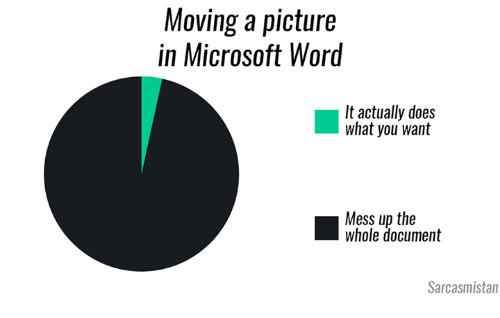 Moving a picture
in Microsoft Word
It actually does
what you want
Mess up the
whole document
Sarcasmistan